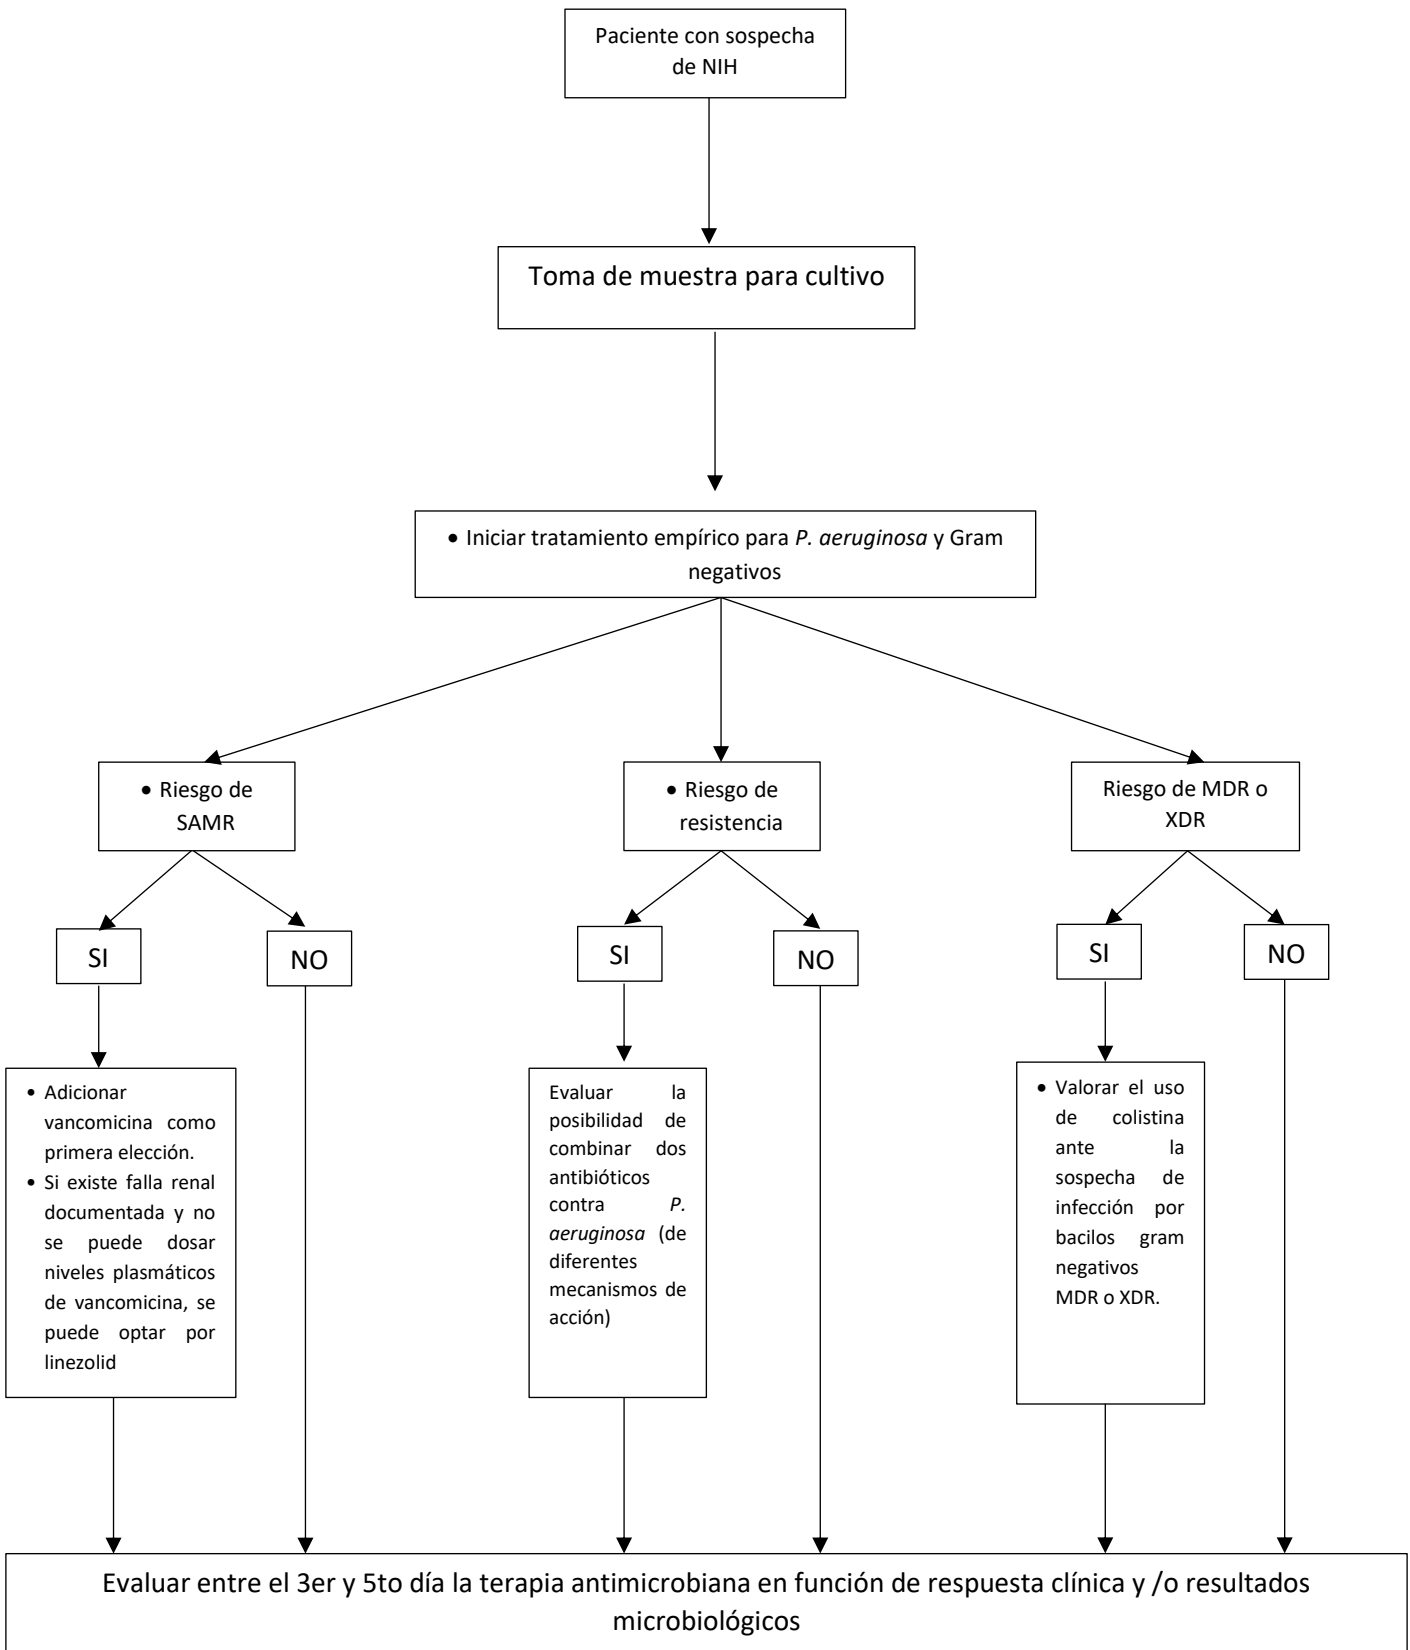 Paciente con sospecha
de NIH
Toma de muestra para cultivo
• Iniciar tratamiento empírico para P. aeruginosa y Gram
negativos
• Riesgo de
SAMR
• Riesgo de
resistencia
Riesgo de MDR o
XDR
SI
NO
SI
NO
SI
NO
• Adicionar
vancomicina como
primera elección.
• Si existe falla renal
documentada y no
se puede dosar
niveles plasmáticos
de vancomicina, se
puede optar por
linezolid
Evaluar la
posibilidad de
combinar dos
antibióticos
contra P.
aeruginosa (de
diferentes
mecanismos de
acción)
• Valorar el uso
de colistina
ante la
sospecha de
infección por
bacilos gram
negativos
MDR o XDR.
Evaluar entre el 3er y 5to día la terapia antimicrobiana en función de respuesta clínica y /o resultados
microbiológicos